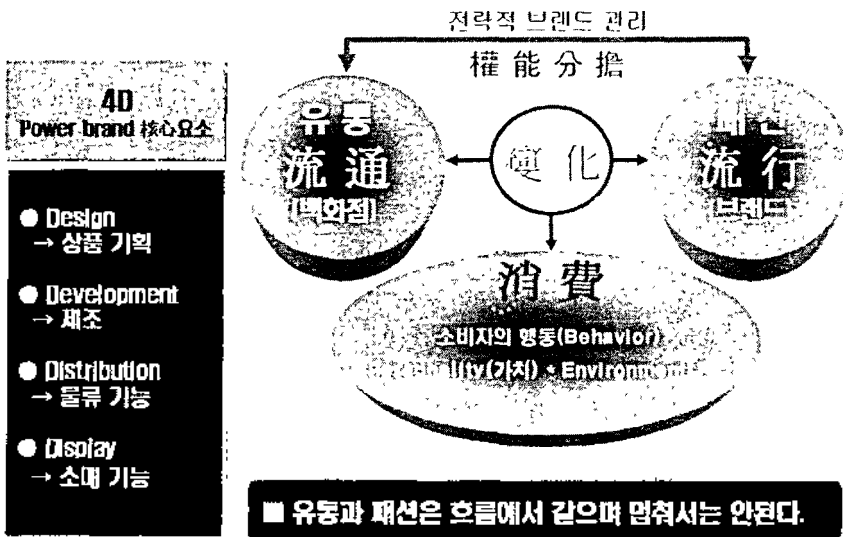 전략적 브랜드 관리
權能分擔
4D
Power brand 核心요소
● Design
→ 상품 기획
● Development
→ 제조
● Distribution
→ 물류 기능
● Display
→ 소매 기능
유통
流通
(백화점)
變化
流行
(브랜드)
消費
소비자의 행동(Behavior)
(가치) * Environment
■ 유통과 패션은 흐름에서 같으며 멈춰서는 안된다.